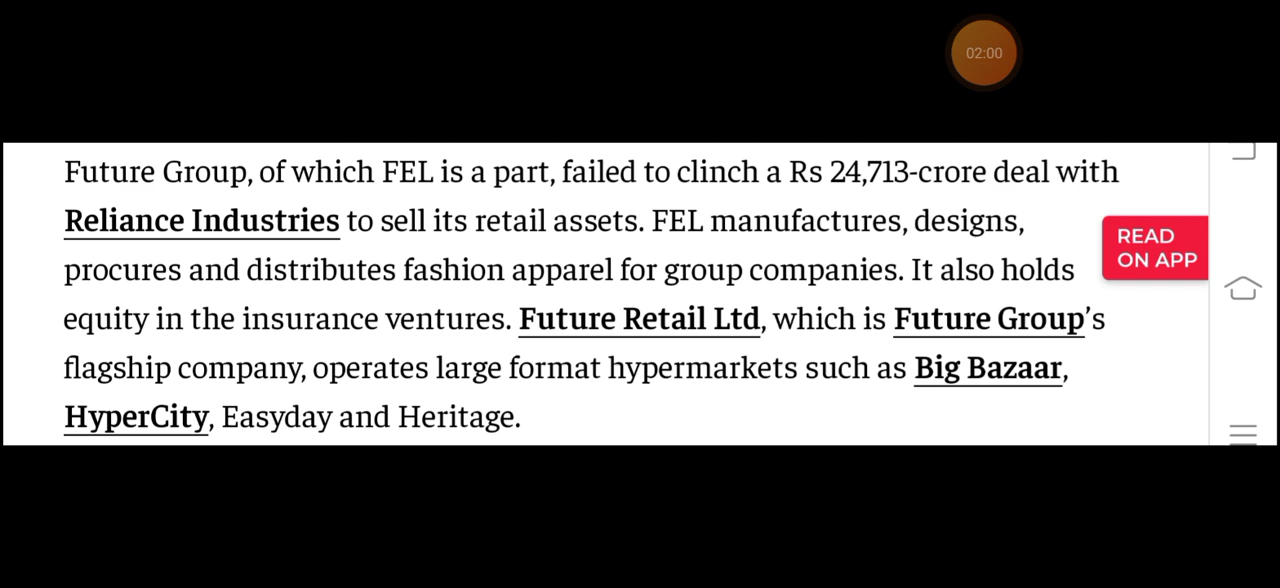 02:00
Future Group, of which FEL is a part, failed to clinch a Rs 24,713-crore deal with
Reliance Industries to sell its retail assets. FEL manufactures, designs,
READ
ON APP
procures and distributes fashion apparel for group companies. It also holds
equity in the insurance ventures. Future Retail Ltd, which is Future Group’s
flagship company, operates large format hypermarkets such as Big Bazaar,
HyperCity, Easyday and Heritage.